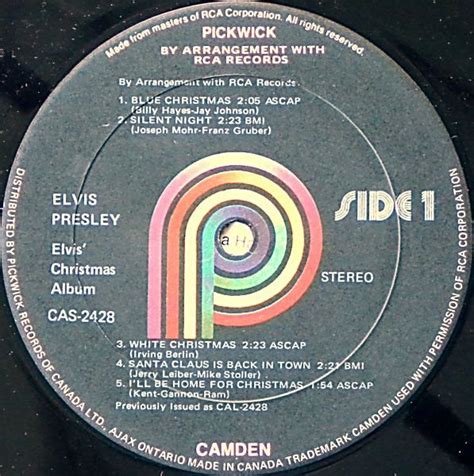 Made from masters of RCA Corporation. All rights reserved.
PICKWICK
BY ARRANGEMENT WITH
RCA RECORDS
By Arrangement with RCA Records
1. BLUE CHRISTMAS 2:05 ASCAP
(Billy Hayes-Jay Johnson)
2. SILENT NIGHT 2:23 BMI
(Joseph Mohr-Franz Gruber)
ELVIS
PRESLEY
Elvis'
Christmas
Album
CAS-2428
SIDE 1
STEREO
3. WHITE CHRISTMAS 2:23 ASCAP
(Irving Berlin)
4. SANTA CLAUS IS BACK IN TOWN 2:21 BMI
(Jerry Leiber-Mike Stoller)
5. I'LL BE HOME FOR CHRISTMAS 1:54 ASCAP
(Kent-Gannon-Ram)
Previously Issued as CAL-2428
CAMDEN
DISTRIBUTED BY PICKWICK RECORDS OF CANADA LTD. AJAX ONTARIO MADE IN CANADA TRADEMARK CAMDEN USED WITH PERMISSION OF RCA CORPORATION